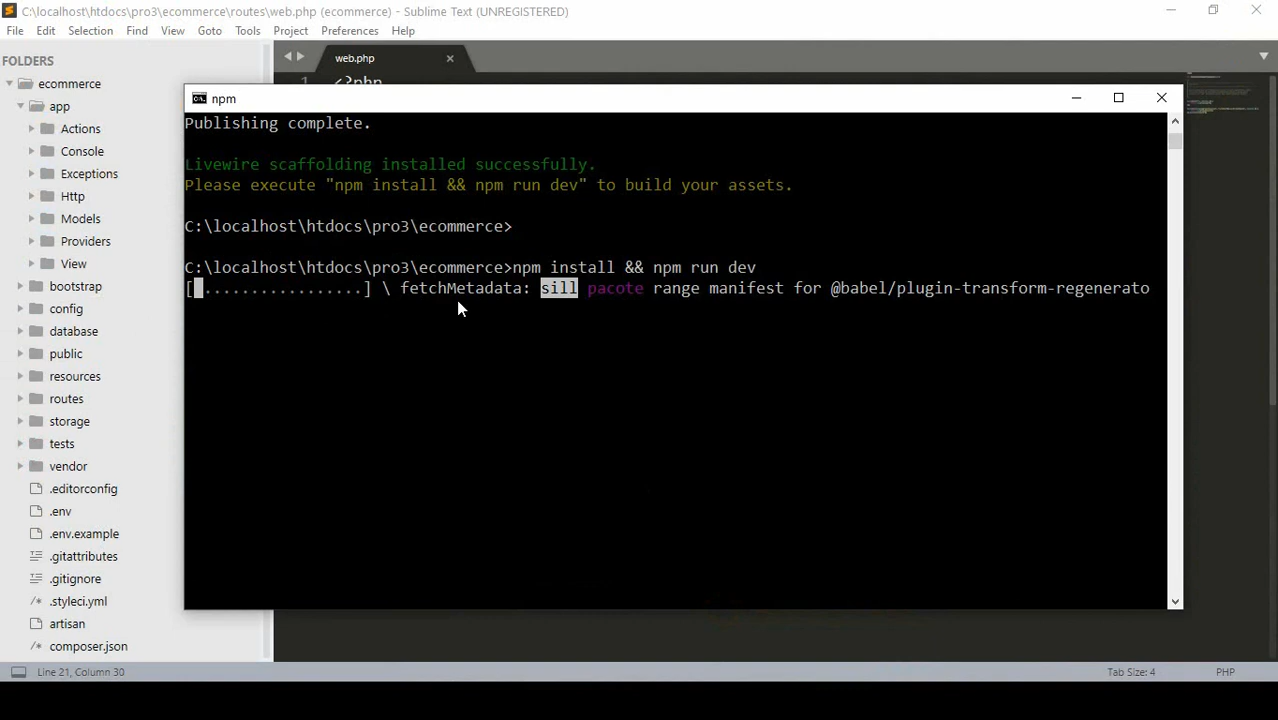 C:\localhost\htdocs\pro3\ecommerce\routes\web.php (ecommerce) - Sublime Text (UNREGISTERED)
File Edit Selection Find View Goto Tools Project Preferences Help
FOLDERS
ecommerce
app
Actions
Console
Exceptions
Http
Models
Providers
View
bootstrap
config
database
public
resources
routes
storage
tests
vendor
.editorconfig
.env
.env.example
.gitattributes
.gitignore
.styleci.yml
artisan
composer.json
web.php
1 <?php
npm
Publishing complete.
Livewire scaffolding installed successfully.
Please execute "npm install && npm run dev" to build your assets.
C:\localhost\htdocs\pro3\ecommerce>
C:\localhost\htdocs\pro3\ecommerce>npm install && npm run dev
[ .................] \ fetchMetadata: sill pacote range manifest for @babel/plugin-transform-regenerato
Line 21, Column 30
Tab Size: 4
PHP